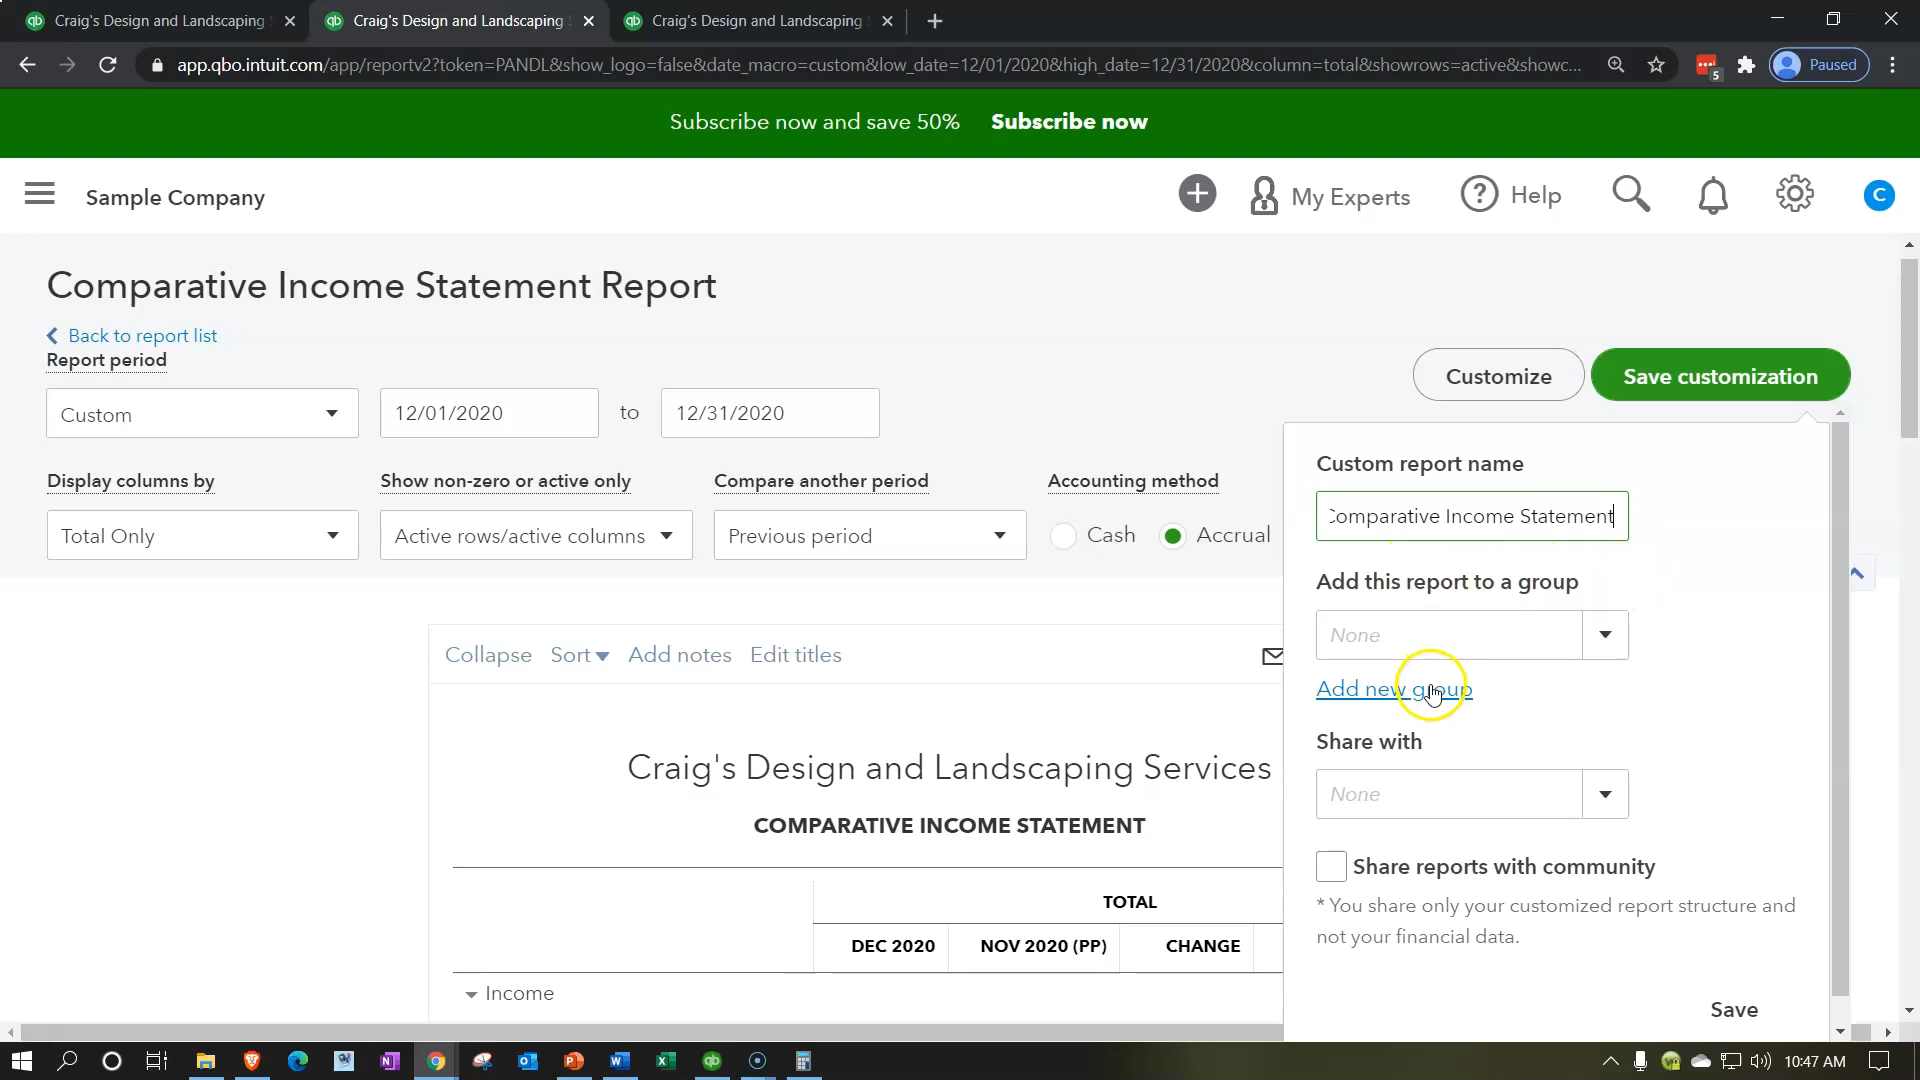 Craig's Design and Landscaping
Craig's Design and Landscaping
Craig's Design and Landscaping
app.qbo.intuit.com/app/reportv2?token=PANDL&show_logo=false&date_macro=custom&low_date=12/01/2020&high_date=12/31/2020&column=total&showrows=active&showc...
5
Paused
Subscribe now and save 50% Subscribe now
Sample Company
My Experts
Help
C
Comparative Income Statement Report
Back to report list
Report period
Customize
Save customization
Custom
12/01/2020 to 12/31/2020
Display columns by
Show non-zero or active only
Compare another period
Accounting method
Total Only
Active rows/active columns
Previous period
Cash
Accrual
Custom report name
Comparative Income Statement
Add this report to a group
None
Add new group
Share with
None
Share reports with community
* You share only your customized report structure and
not your financial data.
Save
Collapse Sort Add notes Edit titles
Craig's Design and Landscaping Services
COMPARATIVE INCOME STATEMENT
TOTAL
DEC 2020 NOV 2020 (PP) CHANGE
Income
10:47 AM